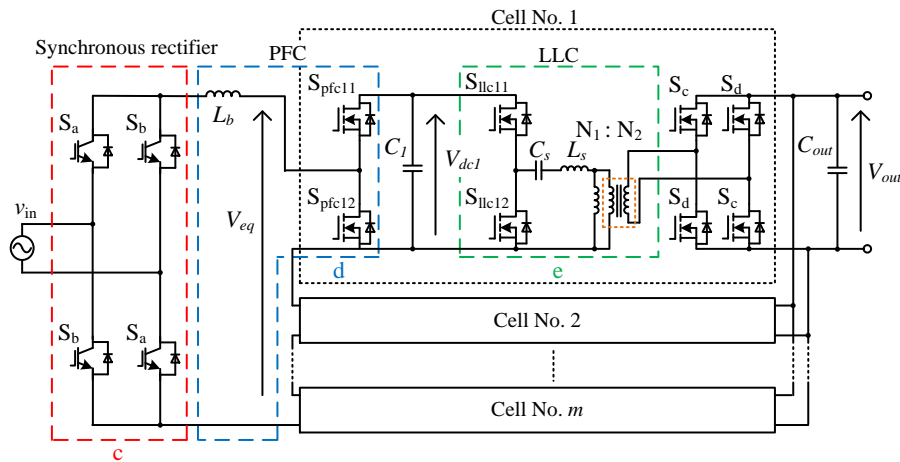 Cell No. 1
Synchronous rectifier
PFC
LLC
S_pfc11
S_llc11
S_c
S_d
S_a
S_b
L_b
N_1 : N_2
C_1
V_dc1
C_s
L_s
C_out
V_out
v_in
V_eq
S_pfc12
S_llc12
S_d
S_c
d
e
S_b
S_a
Cell No. 2
Cell No. m
c